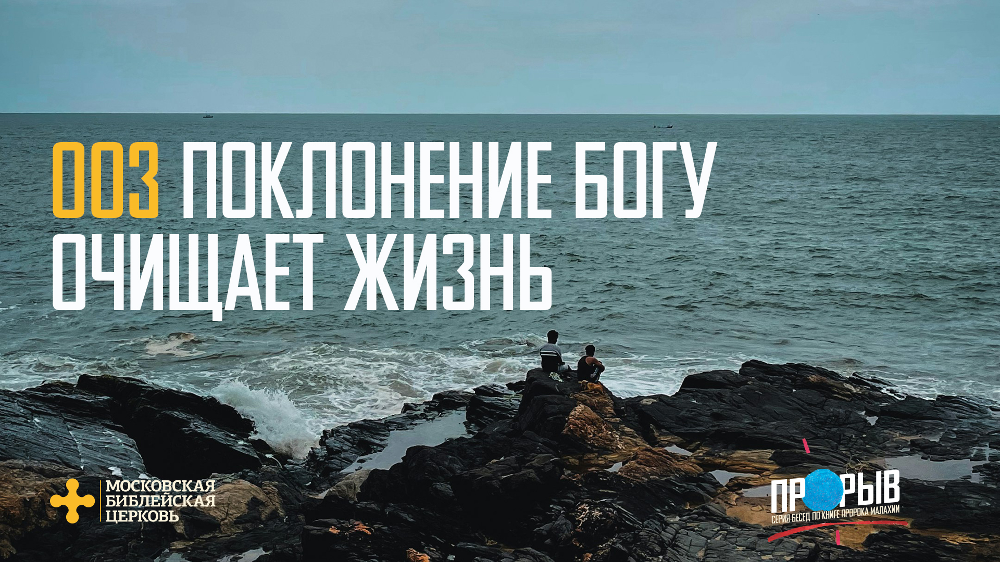 003 ПОКЛОНЕНИЕ БОГУ
ОЧИЩАЕТ ЖИЗНЬ
МОСКОВСКАЯ
БИБЛЕЙСКАЯ
ЦЕРКОВЬ
ПРОРЫВ
СЕРИЯ БЕСЕД ПО КНИГЕ ПРОРОКА МАЛАХИИ